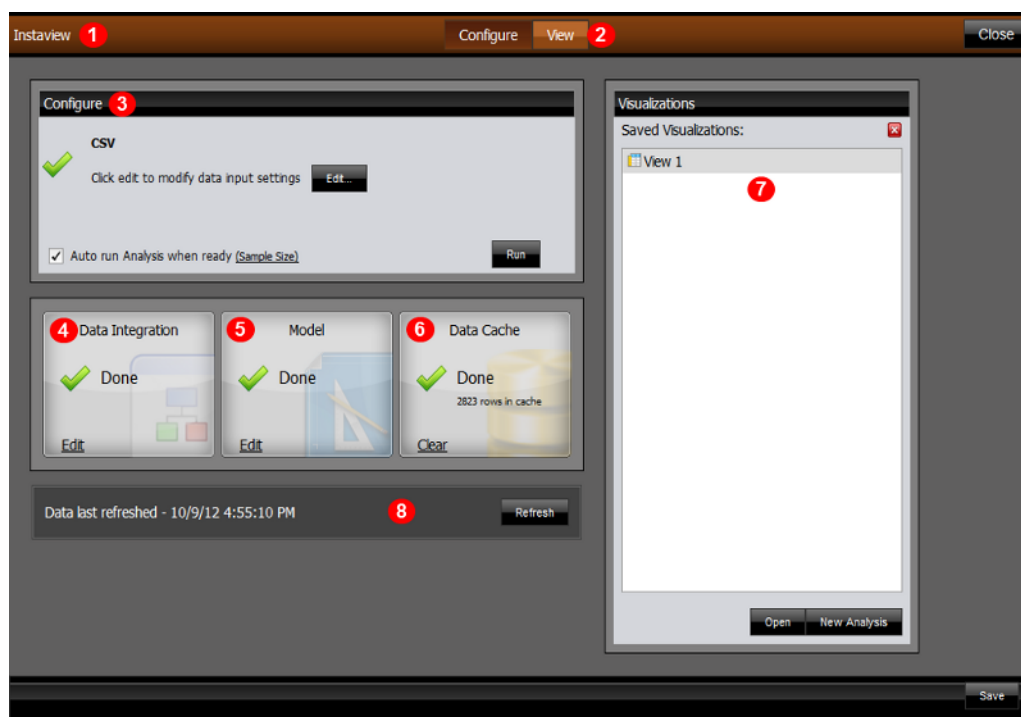 Instaview 1 Configure View 2 Close
Configure 3
CSV
Click edit to modify data input settings Edit...
Auto run Analysis when ready (Sample Size) Run
4 Data Integration
Done
Edit
5 Model
Done
Edit
6 Data Cache
Done
2823 rows in cache
Clear
Data last refreshed - 10/9/12 4:55:10 PM 8 Refresh
Visualizations
Saved Visualizations:
View 1
7
Open New Analysis
Save